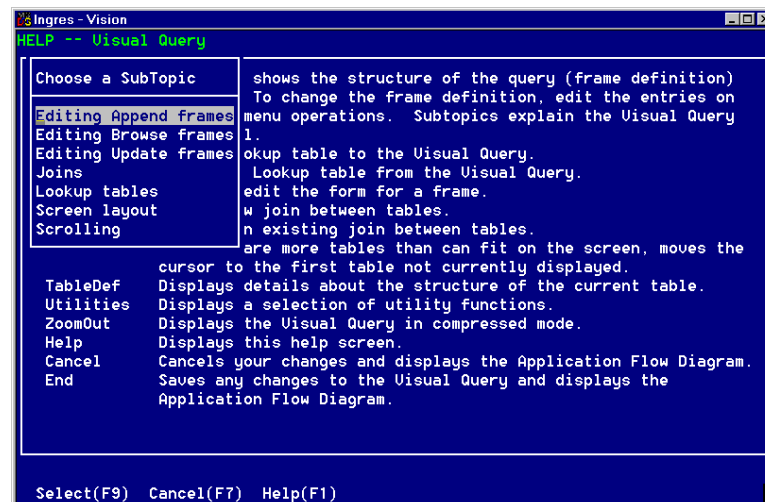 Ingres - Vision
HELP -- Visual Query
Choose a SubTopic shows the structure of the query (frame definition)
To change the frame definition, edit the entries on
Editing Append frames menu operations. Subtopics explain the Visual Query
Editing Browse frames l.
Editing Update frames okup table to the Visual Query.
Joins Lookup table from the Visual Query.
Lookup tables edit the form for a frame.
Screen layout w join between tables.
Scrolling n existing join between tables.
are more tables than can fit on the screen, moves the
cursor to the first table not currently displayed.
TableDef Displays details about the structure of the current table.
Utilities Displays a selection of utility functions.
ZoomOut Displays the Visual Query in compressed mode.
Help Displays this help screen.
Cancel Cancels your changes and displays the Application Flow Diagram.
End Saves any changes to the Visual Query and displays the
Application Flow Diagram.
Select(F9) Cancel(F7) Help(F1)